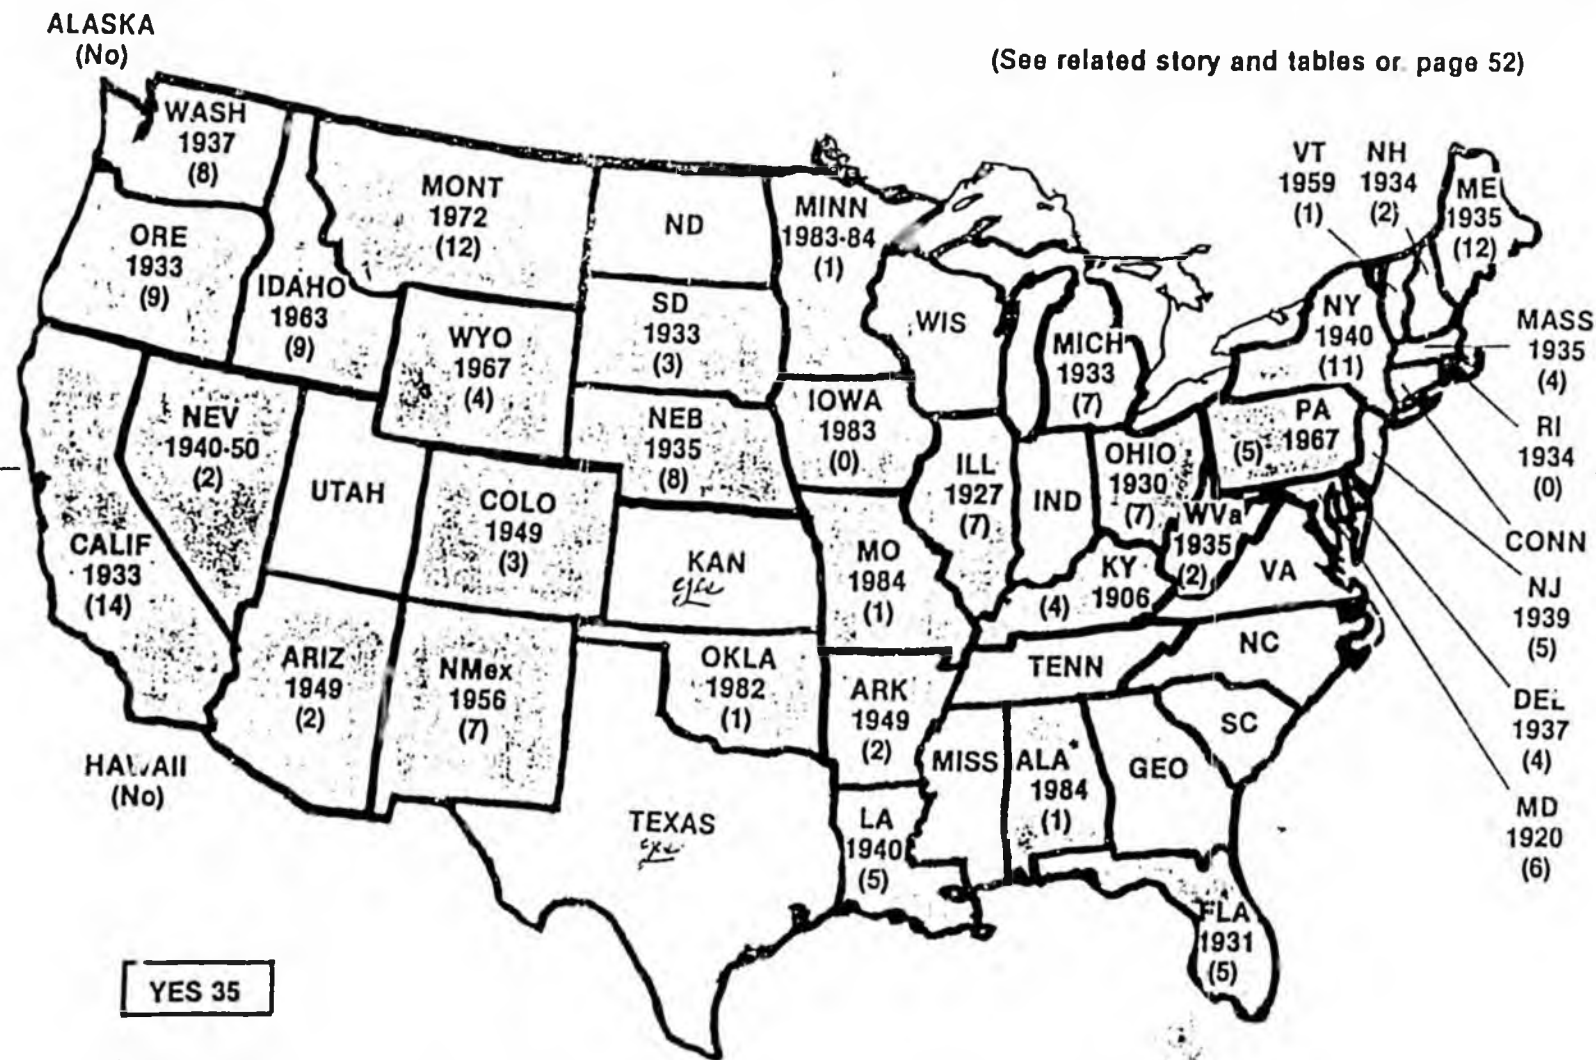 ALASKA
(No)
(See related story and tables or page 52)
WASH
1937
(8)
MONT
1972
(12)
ND
MINN
1983-84
(1)
VT
1959
(1)
NH
1934
(2)
ME
1935
(12)
ORE
1933
(9)
IDAHO
1963
(9)
WYO
1967
(4)
SD
1933
(3)
WIS
MICH
1933
(7)
NY
1940
(11)
MASS
1935
(4)
NEV
1940-50
(2)
NEB
1935
(8)
IOWA
1983
(0)
ILL
1927
(7)
IND
OHIO
1930
(7)
PA
1967
(5)
RI
1934
(0)
CONN
CALIF
1933
(14)
UTAH
COLO
1949
(3)
KAN
MO
1984
(1)
KY
1906
(4)
WVa
1935
(2)
VA
NJ
1939
(5)
ARIZ
1949
(2)
NMex
1956
(7)
OKLA
1982
(1)
ARK
1949
(2)
TENN
NC
SC
DEL
1937
(4)
HAWAII
(No)
TEXAS
LA
1940
(5)
MISS
ALA*
1984
(1)
GEO
MD
1920
(6)
FLA
1931
(5)
YES 35